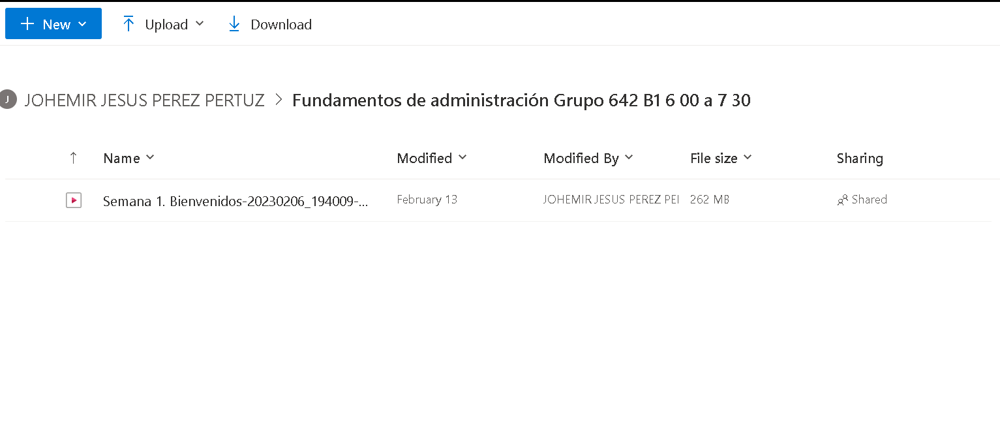 New Upload Download
J JOHEMIR JESUS PEREZ PERTUZ > Fundamentos de administración Grupo 642 B1 6 00 a 7 30
Name Modified Modified By File size Sharing
Semana 1. Bienvenidos-20230206_194009-... February 13 JOHEMIR JESUS PEREZ PEI 262 MB Shared